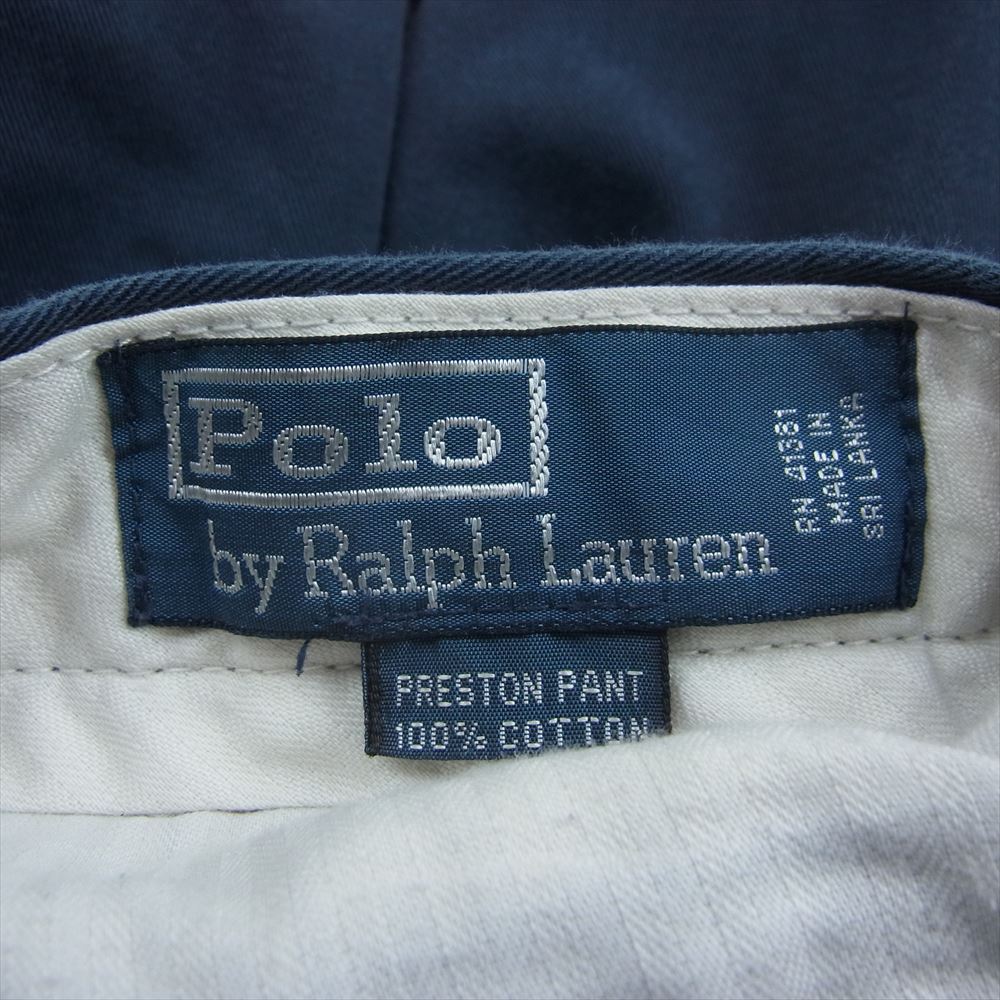 Polo
by Ralph Lauren
RN 41381
MADE IN
SRI LANKA
PRESTON PANT
100% COTTON